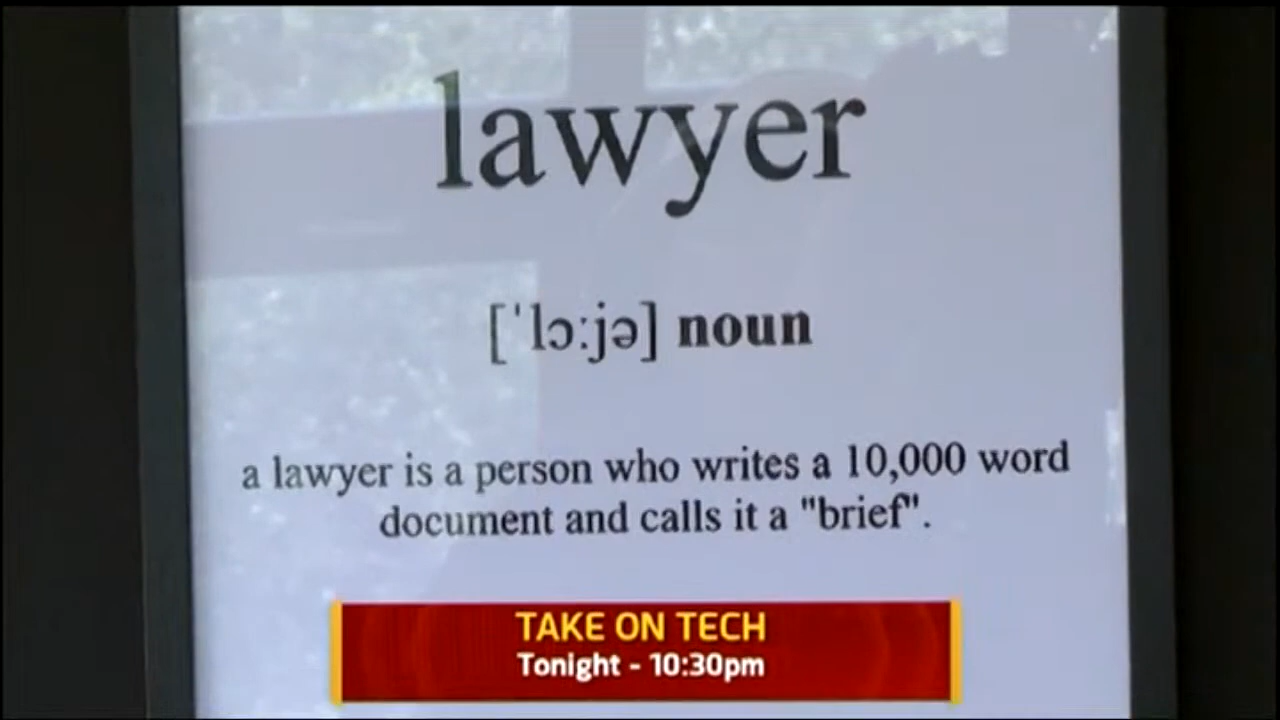 lawyer
[ˈlɔːjə] noun
a lawyer is a person who writes a 10,000 word
document and calls it a "brief".
TAKE ON TECH
Tonight - 10:30pm